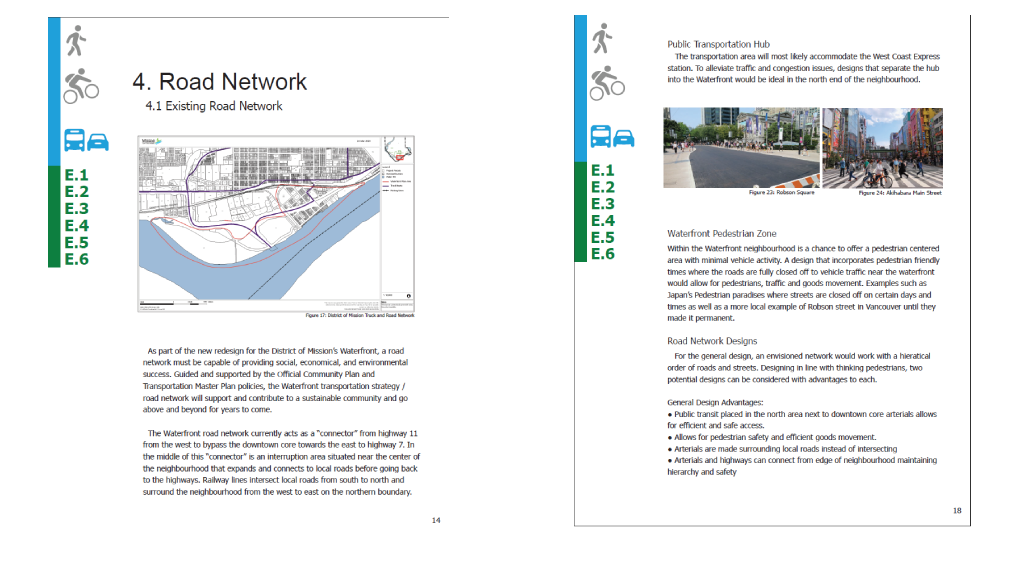 4. Road Network
4.1 Existing Road Network
E.1
E.2
E.3
E.4
E.5
E.6
Mission
Figure 17: District of Mission Truck and Road Network
As part of the new redesign for the District of Mission's Waterfront, a road
network must be capable of providing social, economical, and environmental
success. Guided and supported by the Official Community Plan and
Transportation Master Plan policies, the Waterfront transportation strategy /
road network will support and contribute to a sustainable community and go
above and beyond for years to come.
The Waterfront road network currently acts as a "connector" from highway 11
from the west to bypass the downtown core towards the east to highway 7. In
the middle of this "connector" is an interruption area situated near the center of
the neighbourhood that expands and connects to local roads before going back
to the highways. Railway lines intersect local roads from south to north and
surround the neighbourhood from the west to east on the northern boundary.
14
E.1
E.2
E.3
E.4
E.5
E.6
Public Transportation Hub
The transportation area will most likely accommodate the West Coast Express
station. To alleviate traffic and congestion issues, designs that separate the hub
into the Waterfront would be ideal in the north end of the neighbourhood.
Figure 23: Robson Square
Figure 24: Akihabara Main Street
Waterfront Pedestrian Zone
Within the Waterfront neighbourhood is a chance to offer a pedestrian centered
area with minimal vehicle activity. A design that incorporates pedestrian friendly
times where the roads are fully closed off to vehicle traffic near the waterfront
would allow for pedestrians, traffic and goods movement. Examples such as
Japan's Pedestrian paradises where streets are closed off on certain days and
times as well as a more local example of Robson street in Vancouver until they
made it permanent.
Road Network Designs
For the general design, an envisioned network would work with a hieratical
order of roads and streets. Designing in line with thinking pedestrians, two
potential designs can be considered with advantages to each.
General Design Advantages:
● Public transit placed in the north area next to downtown core arterials allows
for efficient and safe access.
● Allows for pedestrian safety and efficient goods movement.
● Arterials are made surrounding local roads instead of intersecting
● Arterials and highways can connect from edge of neighbourhood maintaining
hierarchy and safety
18